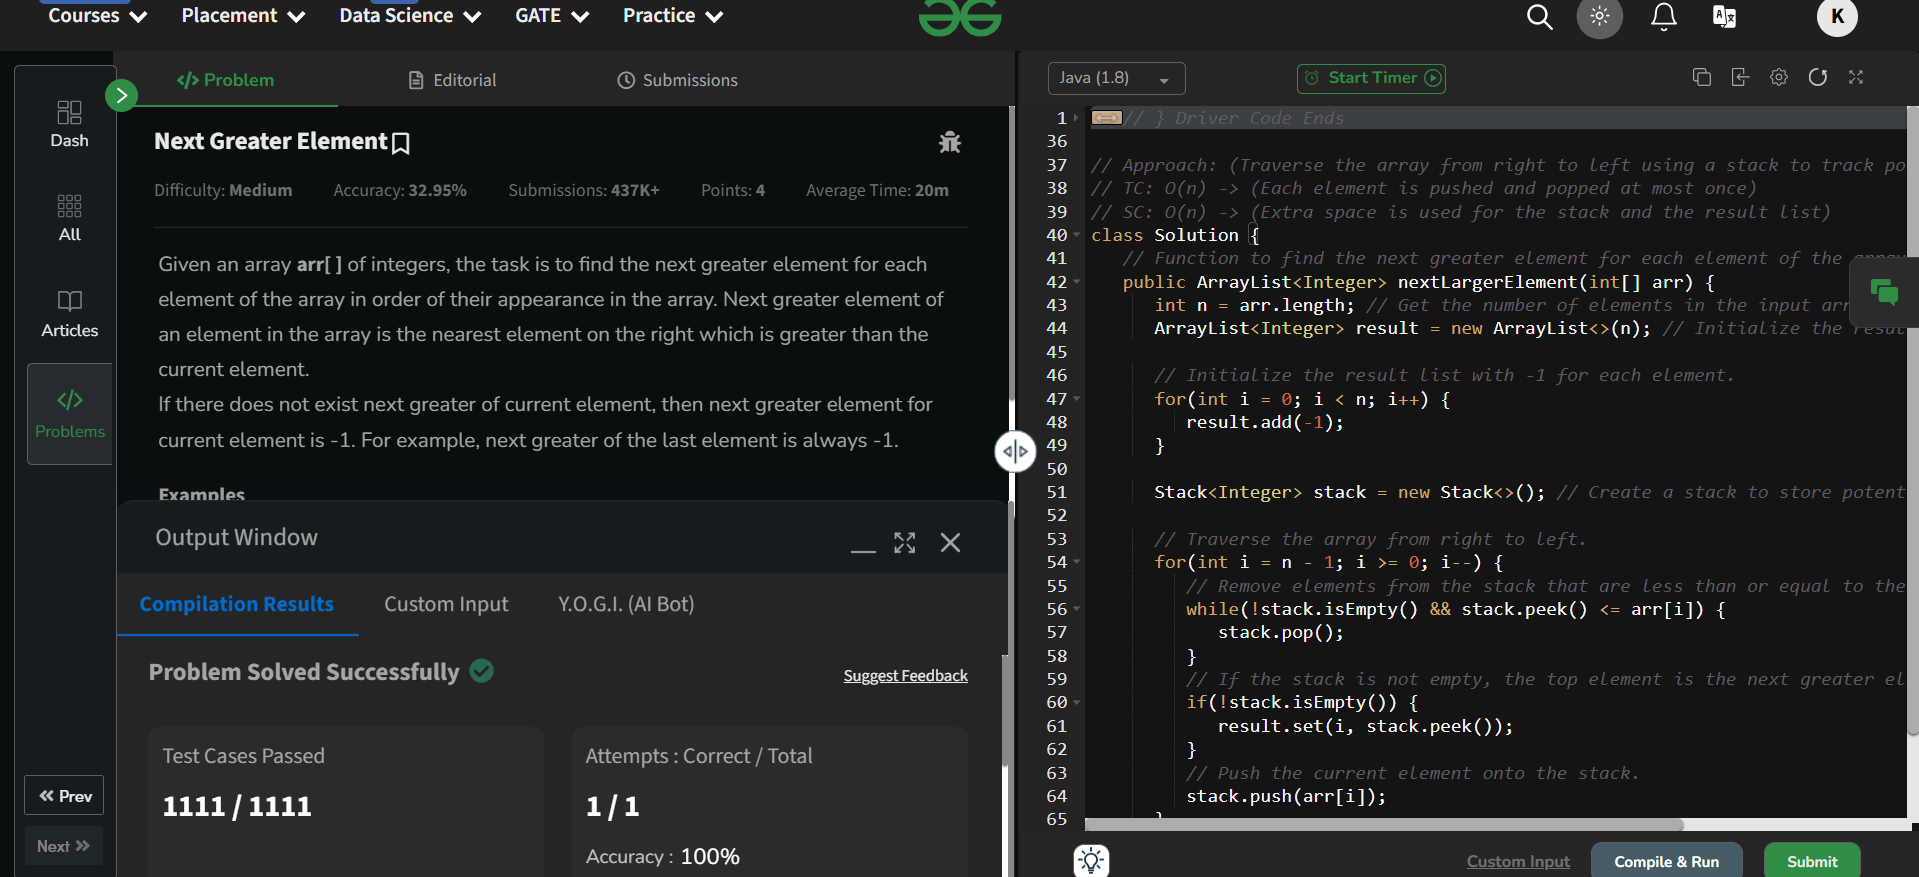 Courses Placement Data Science GATE Practice K
Dash
All
Articles
Problems
Prev
Next
Problem Editorial Submissions
Next Greater Element
Difficulty: Medium Accuracy: 32.95% Submissions: 437K+ Points: 4 Average Time: 20m
Given an array arr[ ] of integers, the task is to find the next greater element for each
element of the array in order of their appearance in the array. Next greater element of
an element in the array is the nearest element on the right which is greater than the
current element.
If there does not exist next greater of current element, then next greater element for
current element is -1. For example, next greater of the last element is always -1.
Examples
Output Window
Compilation Results Custom Input Y.O.G.I. (AI Bot)
Problem Solved Successfully
Suggest Feedback
Test Cases Passed
1111 / 1111
Attempts : Correct / Total
1 / 1
Accuracy : 100%
Java (1.8) Start Timer
1 // } Driver Code Ends
36
37 // Approach: (Traverse the array from right to left using a stack to track po
38 // TC: O(n) -> (Each element is pushed and popped at most once)
39 // SC: O(n) -> (Extra space is used for the stack and the result list)
40 class Solution {
41 // Function to find the next greater element for each element of the array
42 public ArrayList<Integer> nextLargerElement(int[] arr) {
43 int n = arr.length; // Get the number of elements in the input arr
44 ArrayList<Integer> result = new ArrayList<>(n); // Initialize the resul
45
46 // Initialize the result list with -1 for each element.
47 for(int i = 0; i < n; i++) {
48 result.add(-1);
49 }
50
51 Stack<Integer> stack = new Stack<>(); // Create a stack to store potent
52
53 // Traverse the array from right to left.
54 for(int i = n - 1; i >= 0; i--) {
55 // Remove elements from the stack that are less than or equal to the
56 while(!stack.isEmpty() && stack.peek() <= arr[i]) {
57 stack.pop();
58 }
59 // If the stack is not empty, the top element is the next greater el
60 if(!stack.isEmpty()) {
61 result.set(i, stack.peek());
62 }
63 // Push the current element onto the stack.
64 stack.push(arr[i]);
65 }
Custom Input Compile & Run Submit